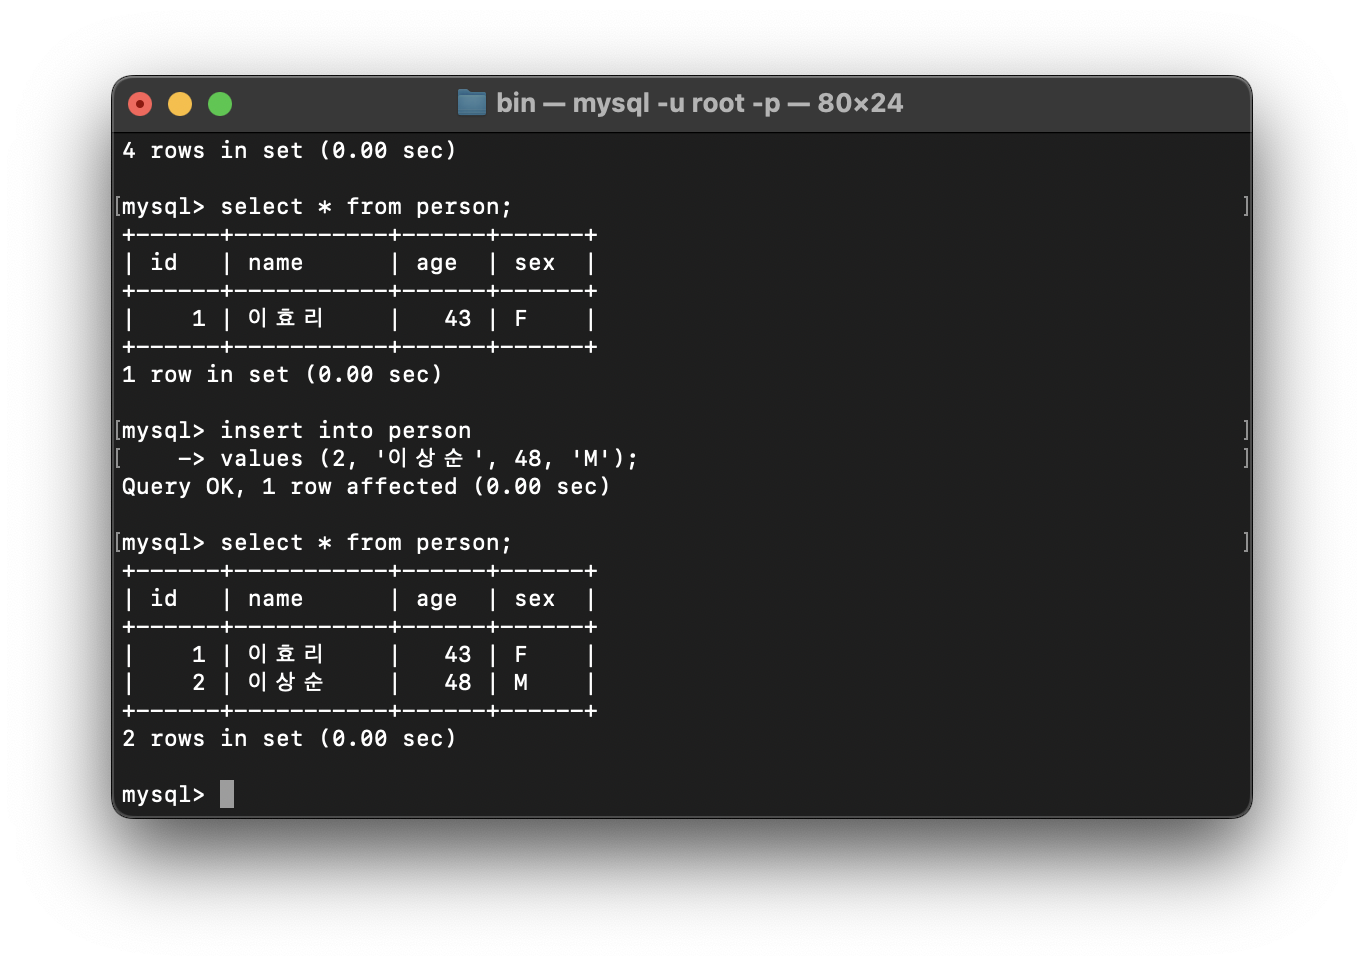 bin — mysql -u root -p — 80×24
4 rows in set (0.00 sec)
mysql> select * from person;
+------+-----------+------+------+
| id   | name      | age  | sex  |
+------+-----------+------+------+
|    1 | 이효리    |   43 | F    |
+------+-----------+------+------+
1 row in set (0.00 sec)
mysql> insert into person
    -> values (2, '이상순', 48, 'M');
Query OK, 1 row affected (0.00 sec)
mysql> select * from person;
+------+-----------+------+------+
| id   | name      | age  | sex  |
+------+-----------+------+------+
|    1 | 이효리    |   43 | F    |
|    2 | 이상순    |   48 | M    |
+------+-----------+------+------+
2 rows in set (0.00 sec)
mysql>